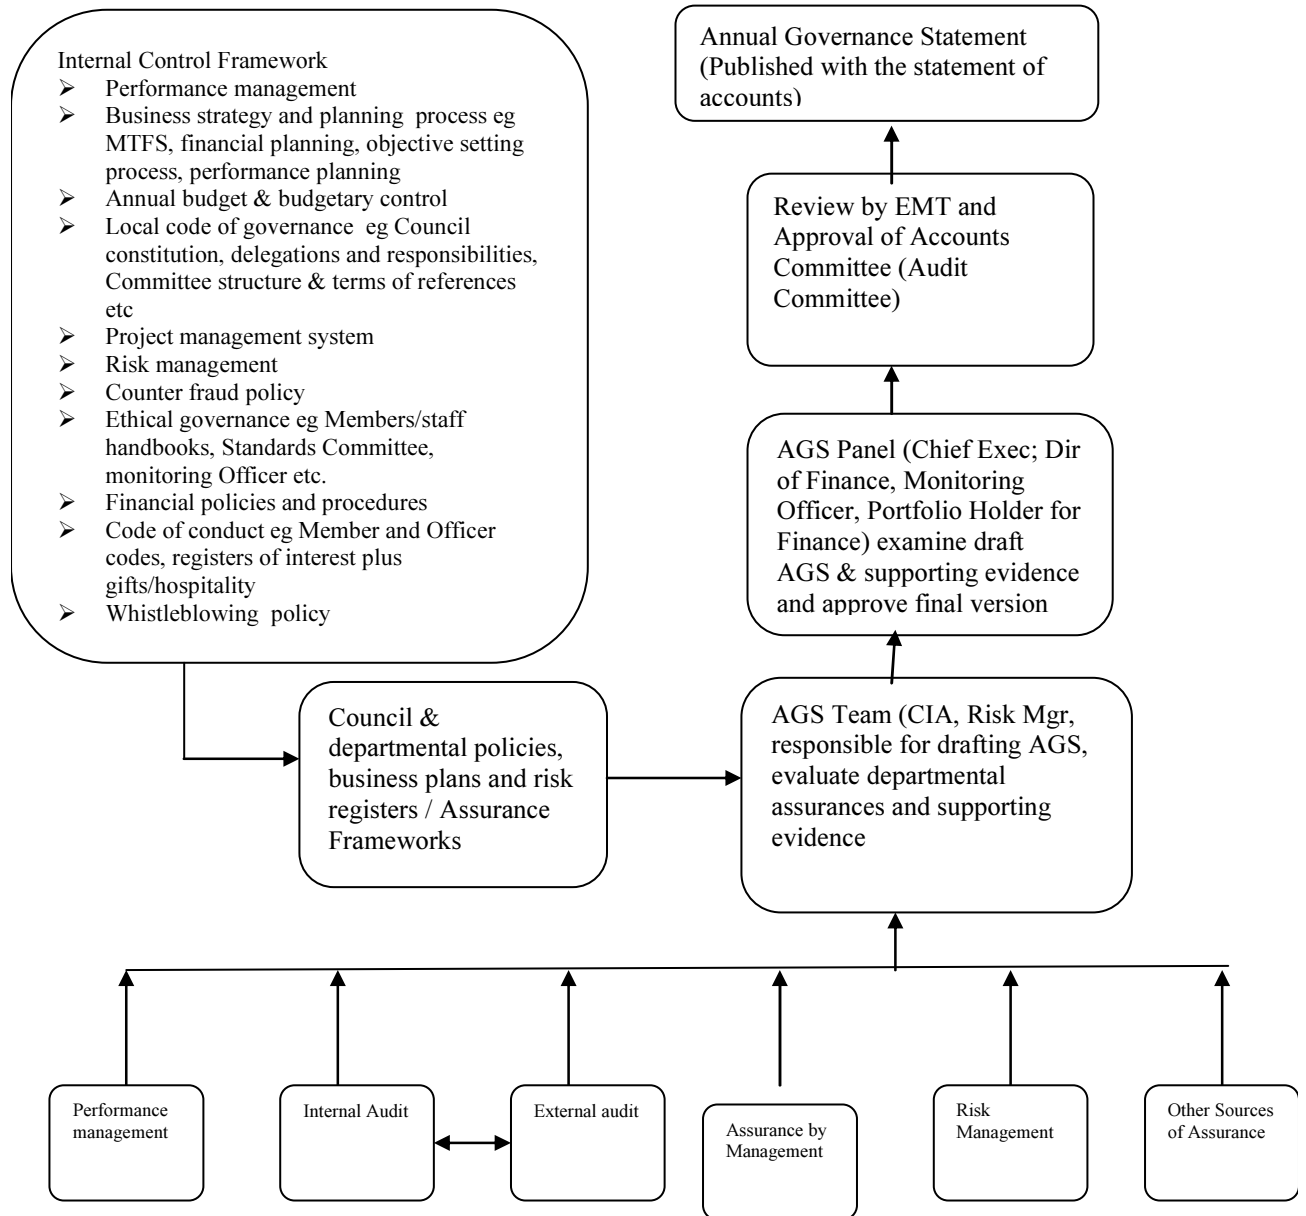 Internal Control Framework
➢ Performance management
➢ Business strategy and planning process eg
MTFS, financial planning, objective setting
process, performance planning
➢ Annual budget & budgetary control
➢ Local code of governance eg Council
constitution, delegations and responsibilities,
Committee structure & terms of references
etc
➢ Project management system
➢ Risk management
➢ Counter fraud policy
➢ Ethical governance eg Members/staff
handbooks, Standards Committee,
monitoring Officer etc.
➢ Financial policies and procedures
➢ Code of conduct eg Member and Officer
codes, registers of interest plus
gifts/hospitality
➢ Whistleblowing policy
Annual Governance Statement
(Published with the statement of
accounts)
Review by EMT and
Approval of Accounts
Committee (Audit
Committee)
AGS Panel (Chief Exec; Dir
of Finance, Monitoring
Officer, Portfolio Holder for
Finance) examine draft
AGS & supporting evidence
and approve final version
Council &
departmental policies,
business plans and risk
registers / Assurance
Frameworks
AGS Team (CIA, Risk Mgr,
responsible for drafting AGS,
evaluate departmental
assurances and supporting
evidence
Performance
management
Internal Audit
External audit
Assurance by
Management
Risk
Management
Other Sources
of Assurance